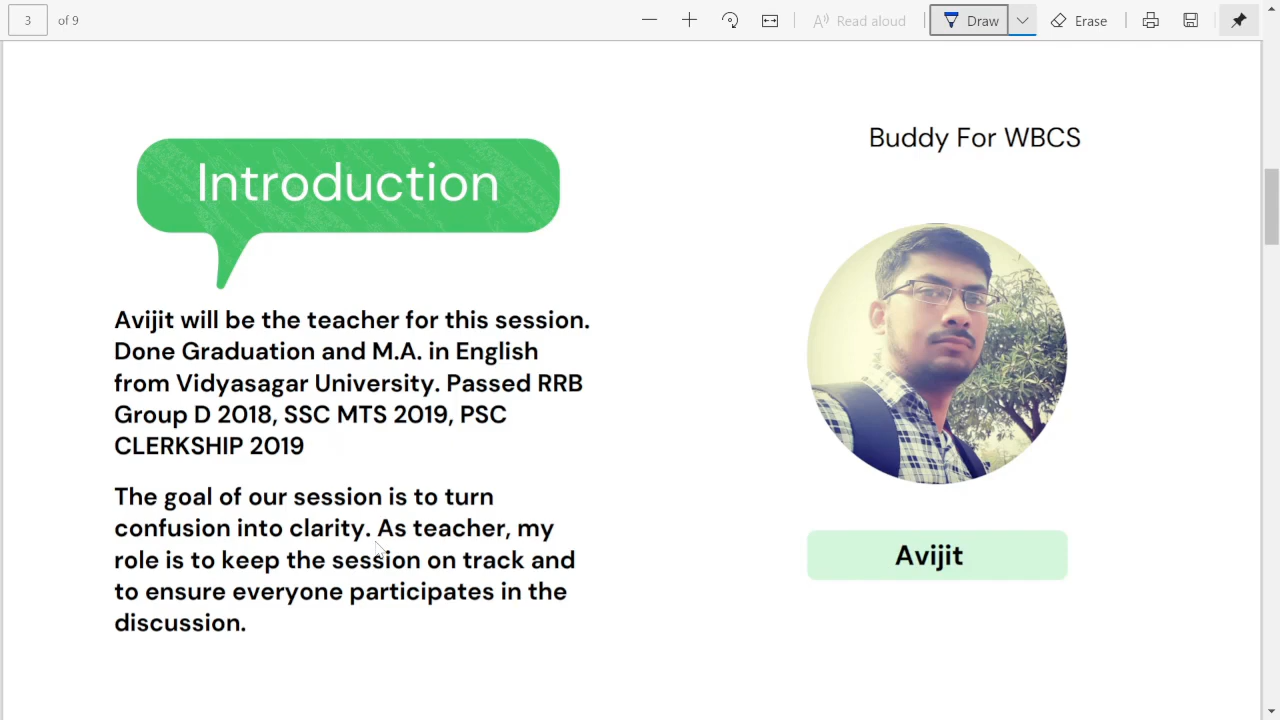 3 of 9
Read aloud
Draw
Erase
Buddy For WBCS
Introduction
Avijit will be the teacher for this session.
Done Graduation and M.A. in English
from Vidyasagar University. Passed RRB
Group D 2018, SSC MTS 2019, PSC
CLERKSHIP 2019
The goal of our session is to turn
confusion into clarity. As teacher, my
role is to keep the session on track and
to ensure everyone participates in the
discussion.
Avijit